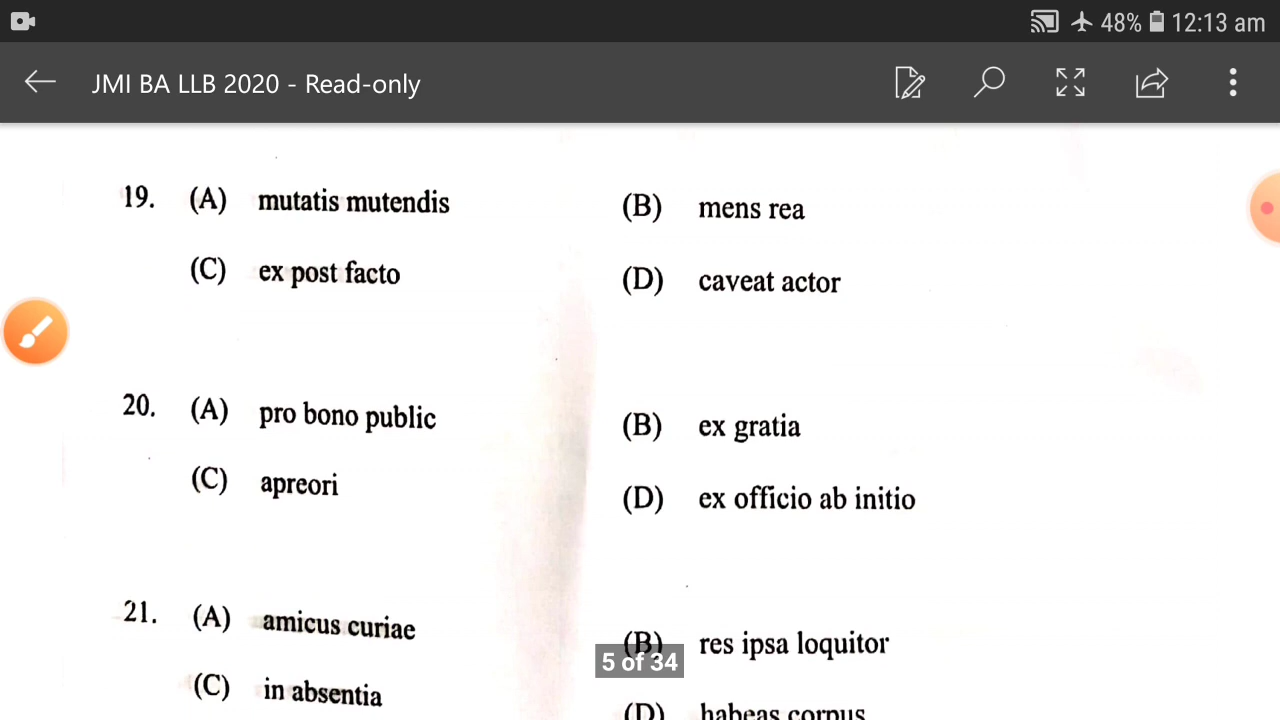 48% 12:13 am
JMI BA LLB 2020 - Read-only
19. (A) mutatis mutendis (B) mens rea
(C) ex post facto (D) caveat actor
20. (A) pro bono public (B) ex gratia
(C) apreori (D) ex officio ab initio
21. (A) amicus curiae (B) res ipsa loquitor
5 of 34
(C) in absentia (D) habeas corpus